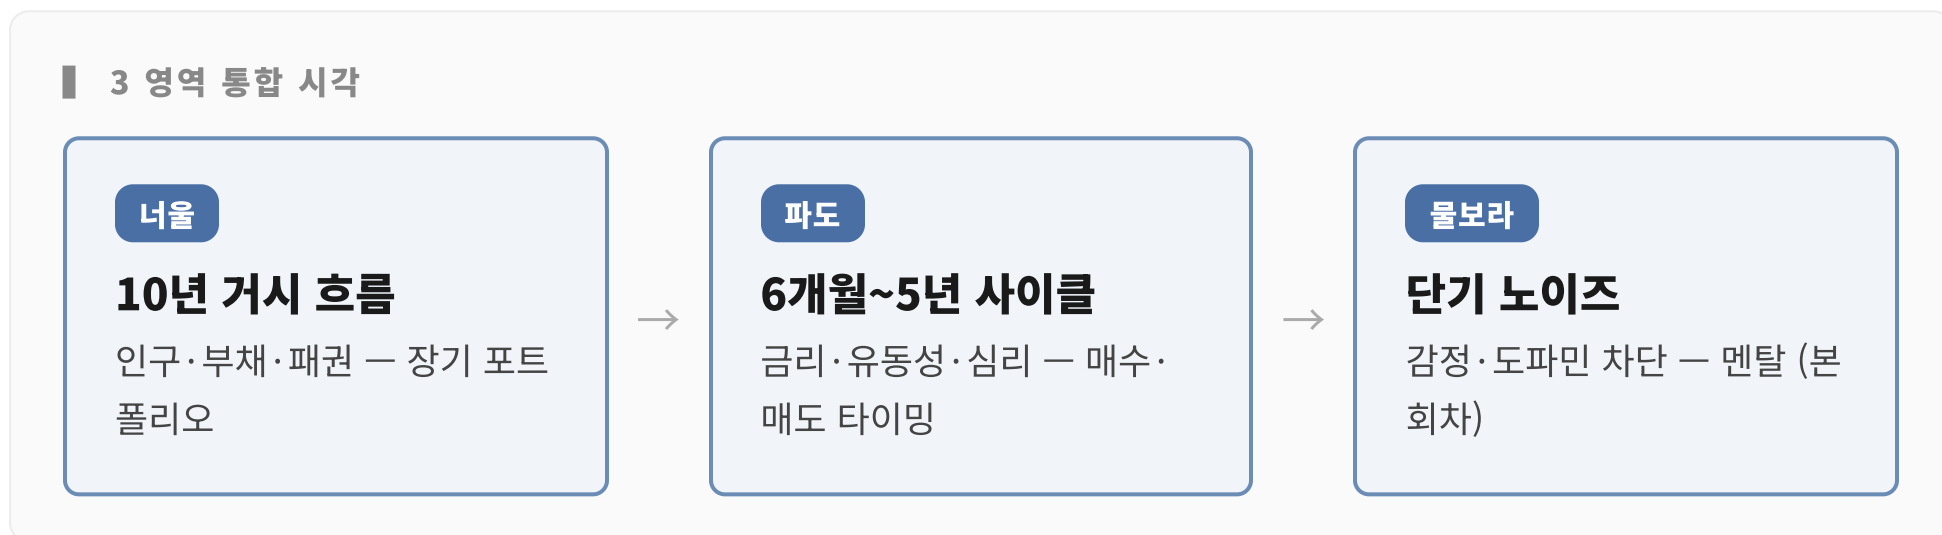 3 영역 통합 시각
너울
10년 거시 흐름
인구·부채·패권 — 장기 포트
폴리오
→
파도
6개월~5년 사이클
금리·유동성·심리 — 매수·
매도 타이밍
→
물보라
단기 노이즈
감정·도파민 차단 — 멘탈 (본
회차)